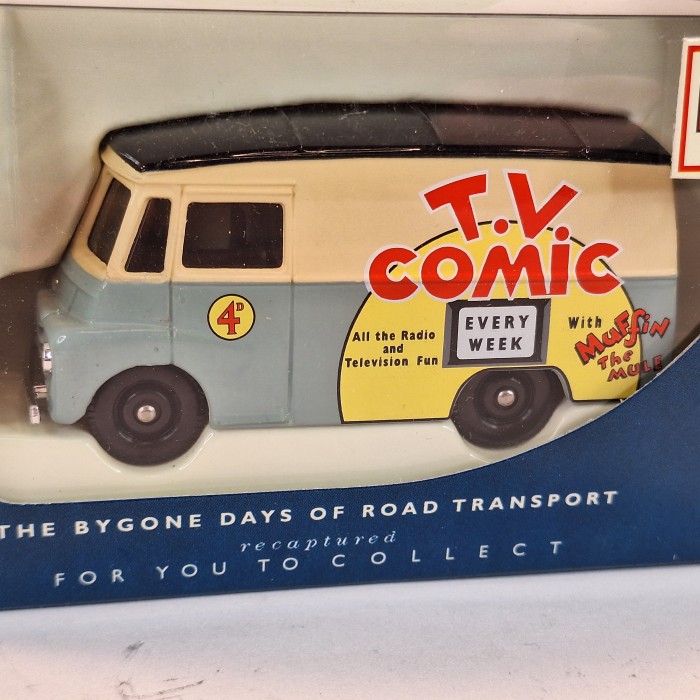 T.V
COMIC
4D
All the Radio
and
Television Fun
EVERY
WEEK
With
Muffin
The
MULE
THE BYGONE DAYS OF ROAD TRANSPORT
recaptured
FOR YOU TO COLLECT